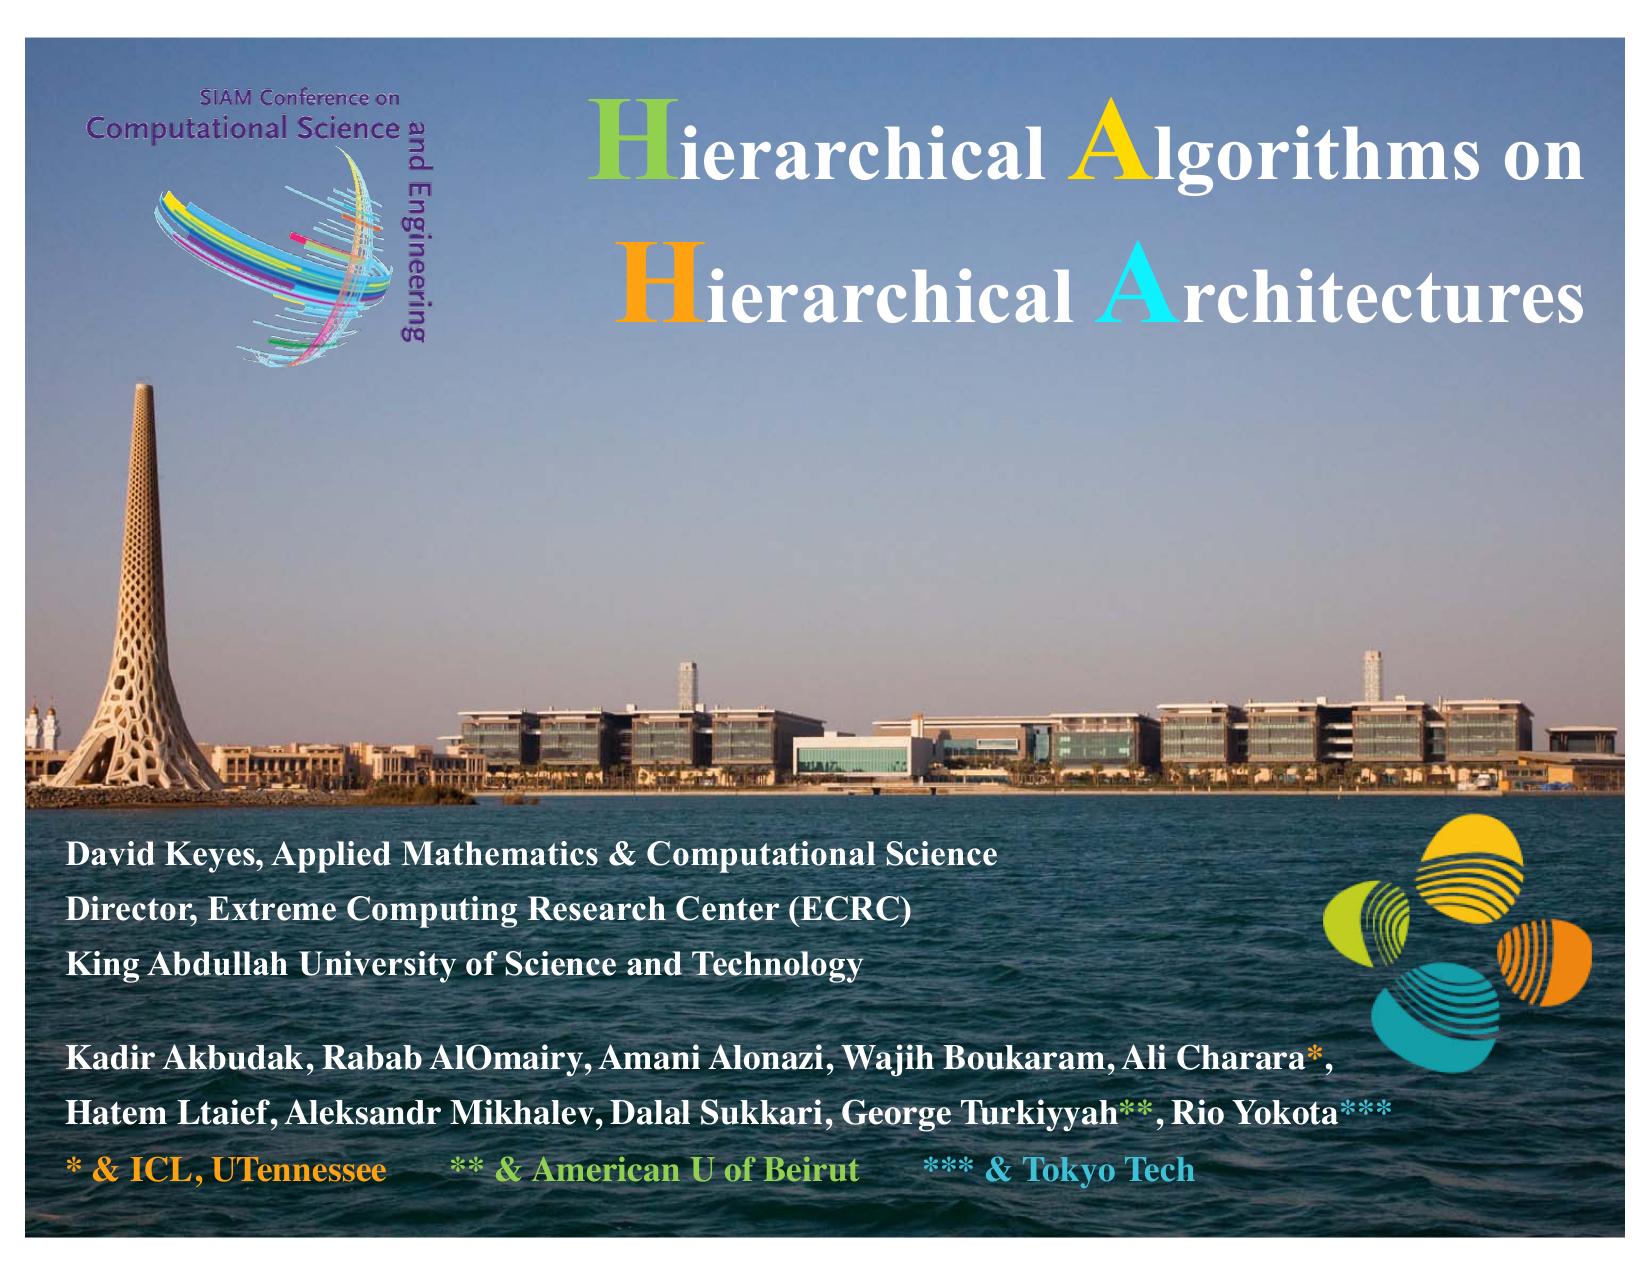 SIAM Conference on
Computational Science
and Engineering
Hierarchical Algorithms on
Hierarchical Architectures
David Keyes, Applied Mathematics & Computational Science
Director, Extreme Computing Research Center (ECRC)
King Abdullah University of Science and Technology
Kadir Akbudak, Rabab AlOmairy, Amani Alonazi, Wajih Boukaram, Ali Charara*,
Hatem Ltaief, Aleksandr Mikhalev, Dalal Sukkari, George Turkiyyah**, Rio Yokota***
* & ICL, UTennessee ** & American U of Beirut *** & Tokyo Tech